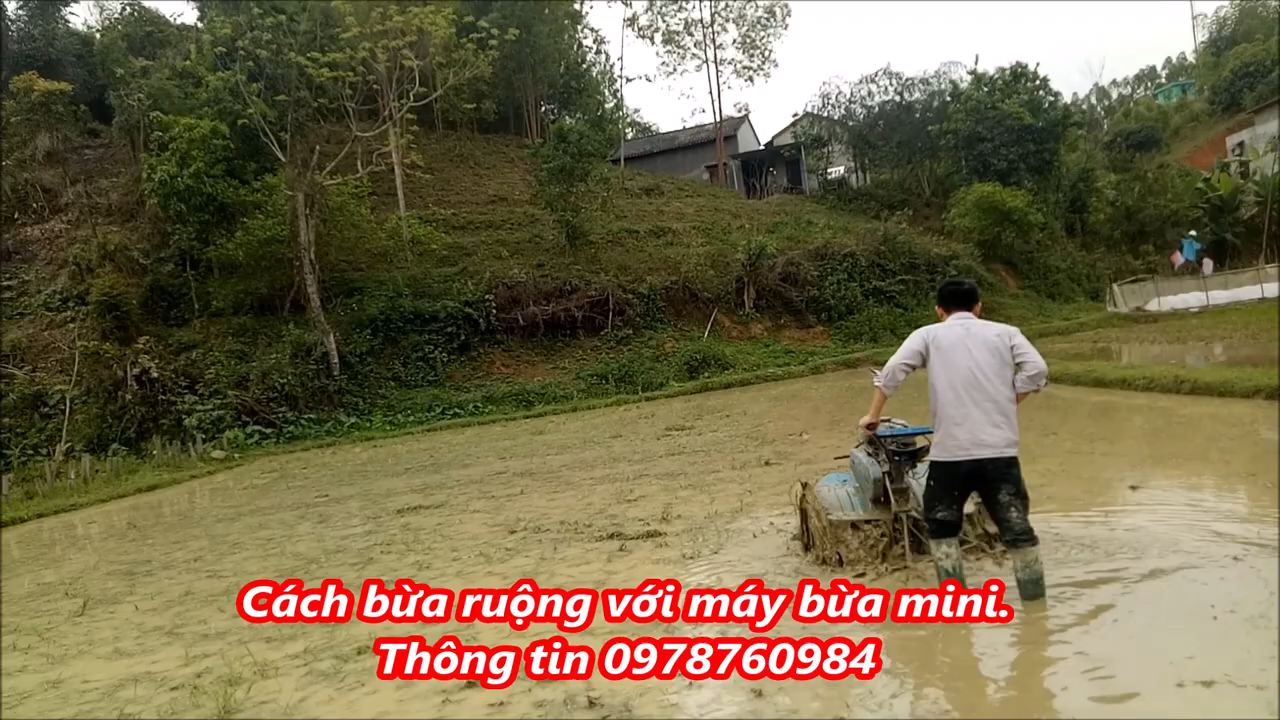 Cách bừa ruộng với máy bừa mini.
Thông tin 0978760984